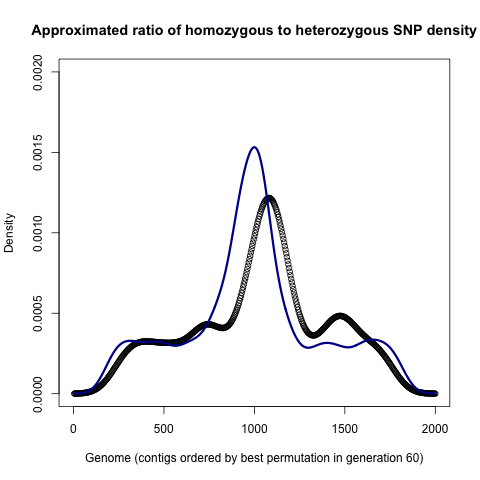 Approximated ratio of homozygous to heterozygous SNP density
0.0020
0.0015
0.0010
0.0005
0.0000
Density
0 500 1000 1500 2000
Genome (contigs ordered by best permutation in generation 60)